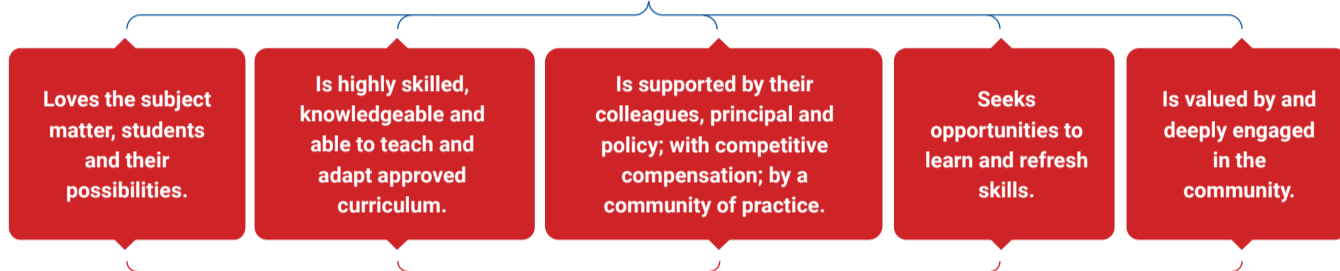 Loves the subject
matter, students
and their
possibilities.
Is highly skilled,
knowledgeable and
able to teach and
adapt approved
curriculum.
Is supported by their
colleagues, principal and
policy; with competitive
compensation; by a
community of practice.
Seeks
opportunities to
learn and refresh
skills.
Is valued by and
deeply engaged
in the
community.